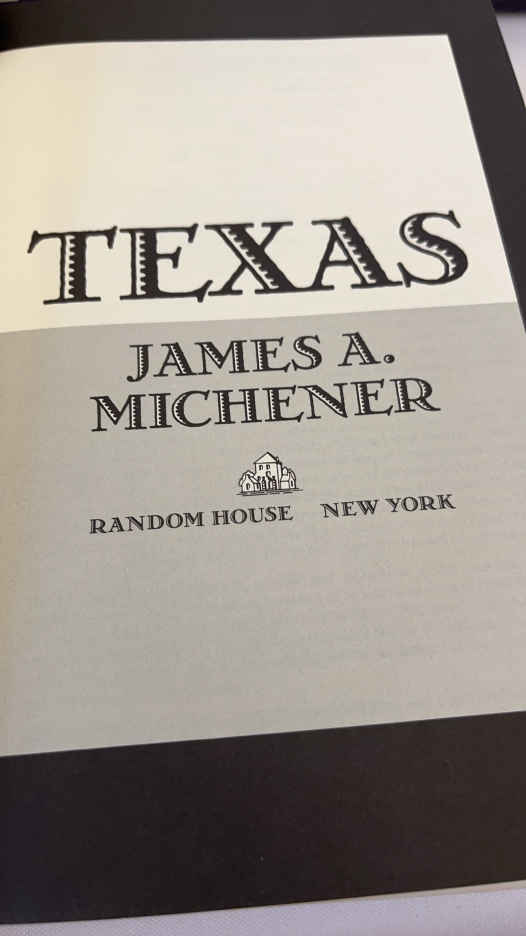 TEXAS
JAMES A.
MICHENER
RANDOM HOUSE NEW YORK